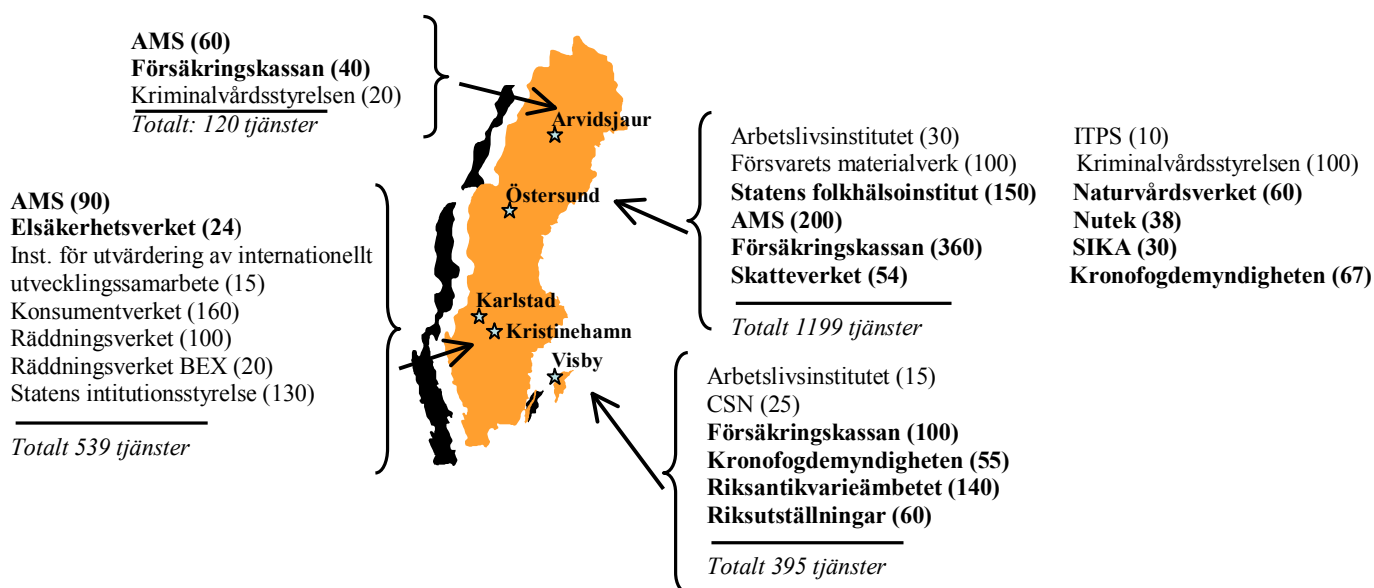 AMS (60)
Försäkringskassan (40)
Kriminalvårdsstyrelsen (20)
Totalt: 120 tjänster
AMS (90)
Elsäkerhetsverket (24)
Inst. för utvärdering av internationellt
utvecklingssamarbete (15)
Konsumentverket (160)
Räddningsverket (100)
Räddningsverket BEX (20)
Statens intitutionsstyrelse (130)
Totalt 539 tjänster
Arvidsjaur
Östersund
Karlstad
Kristinehamn
Visby
Arbetslivsinstitutet (30)
Försvarets materialverk (100)
Statens folkhälsoinstitut (150)
AMS (200)
Försäkringskassan (360)
Skatteverket (54)
Totalt 1199 tjänster
ITPS (10)
Kriminalvårdsstyrelsen (100)
Naturvårdsverket (60)
Nutek (38)
SIKA (30)
Kronofogdemyndigheten (67)
Arbetslivsinstitutet (15)
CSN (25)
Försäkringskassan (100)
Kronofogdemyndigheten (55)
Riksantikvarieämbetet (140)
Riksutställningar (60)
Totalt 395 tjänster